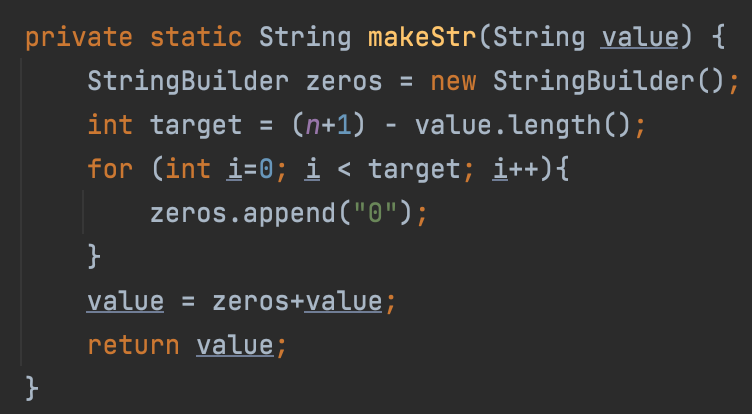 private static String makeStr(String value) {
    StringBuilder zeros = new StringBuilder();
    int target = (n+1) - value.length();
    for (int i=0; i < target; i++){
        zeros.append("0");
    }
    value = zeros+value;
    return value;
}